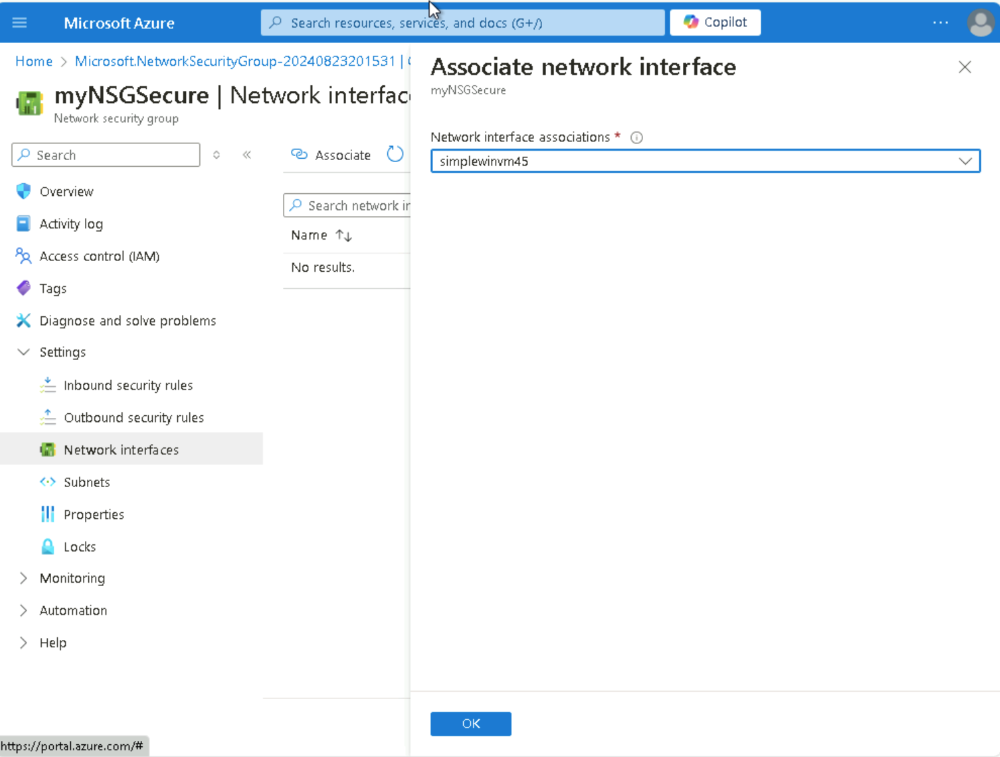 Microsoft Azure
Search resources, services, and docs (G+/)
Copilot
Home > Microsoft.NetworkSecurityGroup-20240823201531 |
myNSGSecure | Network interfac
Network security group
Search
Overview
Activity log
Access control (IAM)
Tags
Diagnose and solve problems
Settings
Inbound security rules
Outbound security rules
Network interfaces
Subnets
Properties
Locks
Monitoring
Automation
Help
Associate
Search network in
Name ↑↓
No results.
Associate network interface
myNSGSecure
Network interface associations *
simplewinvm45
OK
https://portal.azure.com/#